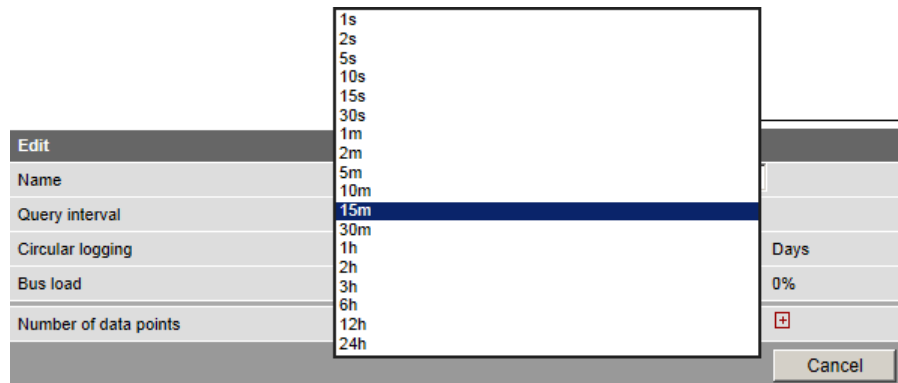 1s
2s
5s
10s
15s
30s
1m
Edit
2m
Name
5m
10m
Query interval
15m
30m
Circular logging
1h
Days
2h
Bus load
3h
0%
6h
Number of data points
12h
24h
Cancel